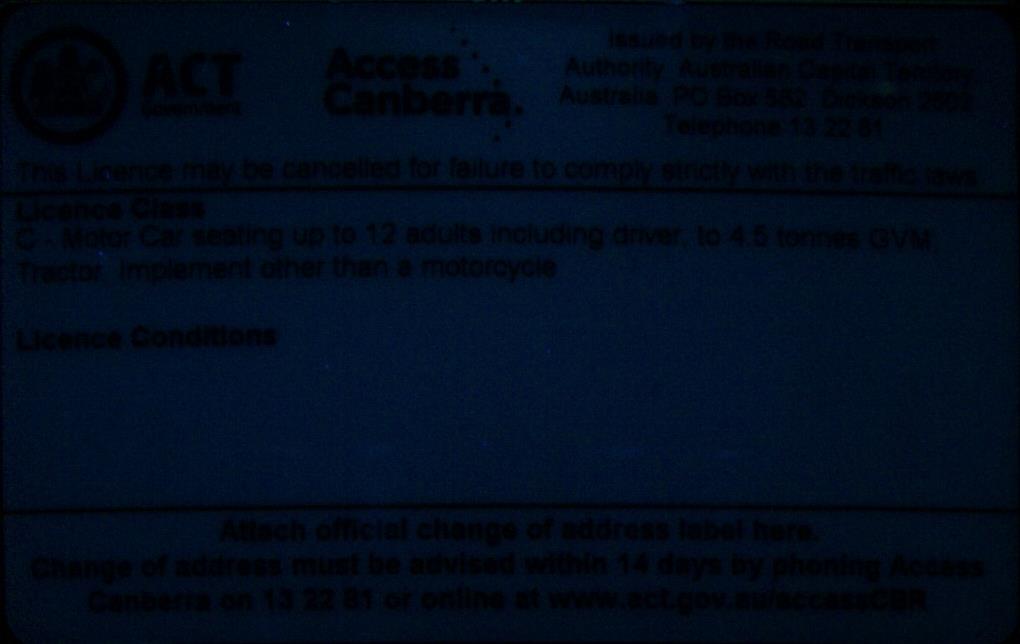 ACT
Government
Access
Canberra.
Issued by the Road Transport
Authority Australian Capital Territory
Australia PO Box 582 Dickson 2602
Telephone 13 22 81
This Licence may be cancelled for failure to comply strictly with the traffic laws
Licence Class
C - Motor Car seating up to 12 adults including driver, to 4.5 tonnes GVM,
Tractor, Implement other than a motorcycle
Licence Conditions
Attach official change of address label here.
Change of address must be advised within 14 days by phoning Access
Canberra on 13 22 81 or online at www.act.gov.au/accessCBR